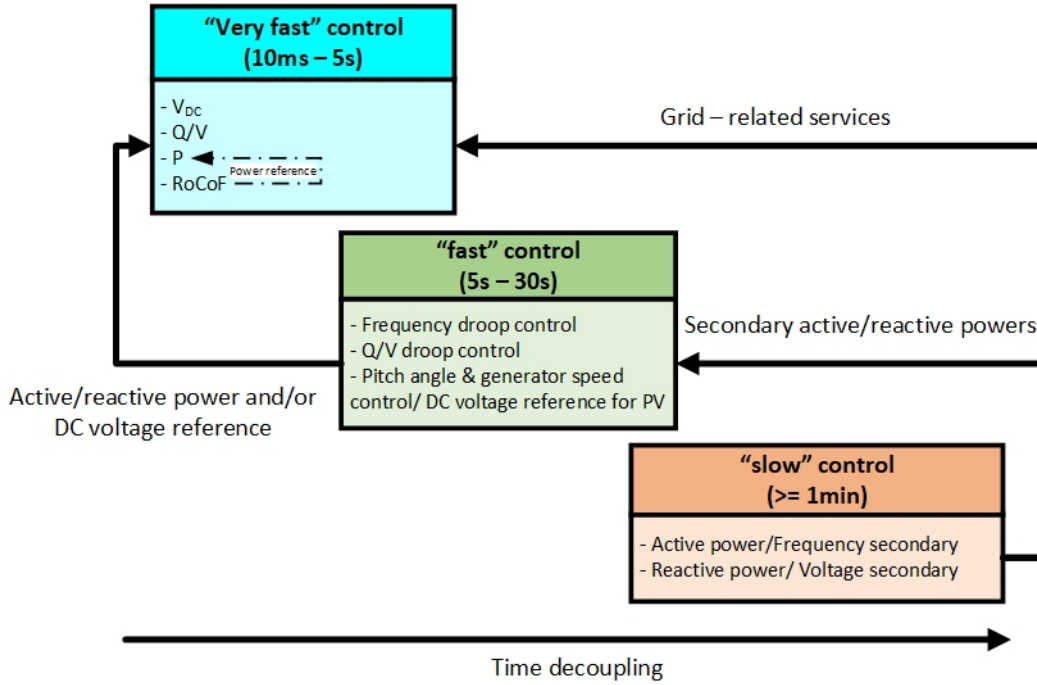 “Very fast” control
(10ms – 5s)
- VDC
- Q/V
- P
Power reference
- RoCoF
Grid – related services
“fast” control
(5s – 30s)
- Frequency droop control
- Q/V droop control
- Pitch angle & generator speed
control/ DC voltage reference for PV
Secondary active/reactive powers
Active/reactive power and/or
DC voltage reference
“slow” control
(>= 1min)
- Active power/Frequency secondary
- Reactive power/ Voltage secondary
Time decoupling